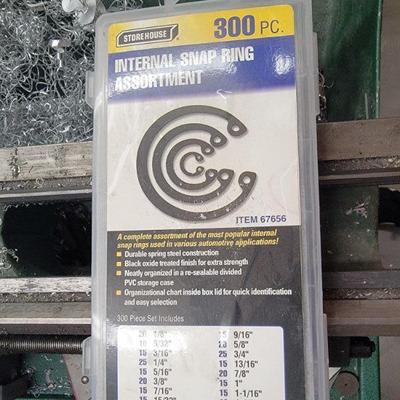 STOREHOUSE
300 PC.
INTERNAL SNAP RING
ASSORTMENT
ITEM 67656
A complete assortment of the most popular internal
snap rings used in various automotive applications!
• Durable spring steel construction
• Black oxide treated finish for extra strength
• Neatly organized in a re-sealable divided
PVC storage case
• Organizational chart inside box lid for quick identification
and easy selection
300 Piece Set Includes
20 1/8"
10 3/32"
15 3/16"
25 1/4"
15 5/16"
20 3/8"
15 7/16"
15 15/32"
15 9/16"
20 5/8"
25 3/4"
15 13/16"
20 7/8"
15 1"
15 1-1/16"